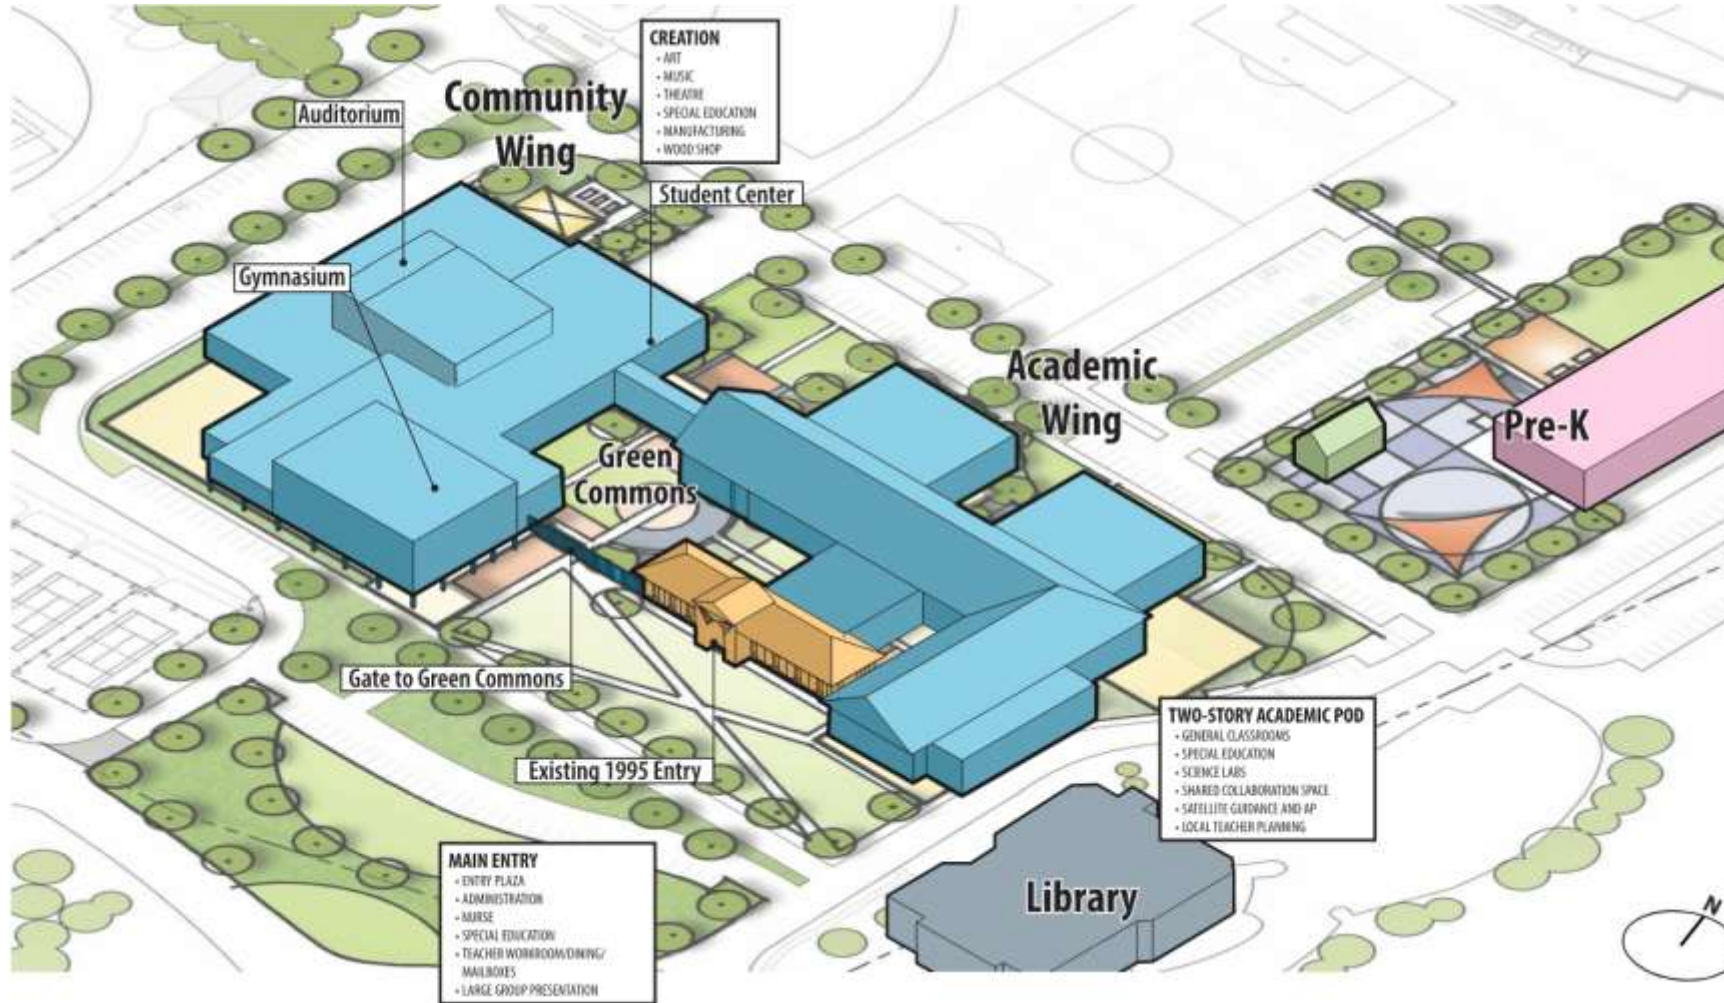 CREATION
• ART
• MUSIC
• THEATRE
• SPECIAL EDUCATION
• MANUFACTURING
• WOOD SHOP
Community
Wing
Auditorium
Student Center
Gymnasium
Academic
Wing
Pre-K
Green
Commons
Gate to Green Commons
Existing 1995 Entry
TWO-STORY ACADEMIC POD
• GENERAL CLASSROOMS
• SPECIAL EDUCATION
• SCIENCE LABS
• SHARED COLLABORATION SPACE
• SATELLITE GUIDANCE AND AP
• LOCAL TEACHER PLANNING
MAIN ENTRY
• ENTRY PLAZA
• ADMINISTRATION
• NURSE
• SPECIAL EDUCATION
• TEACHER WORKROOM/DINING/
MAILBOXES
• LARGE GROUP PRESENTATION
Library
N